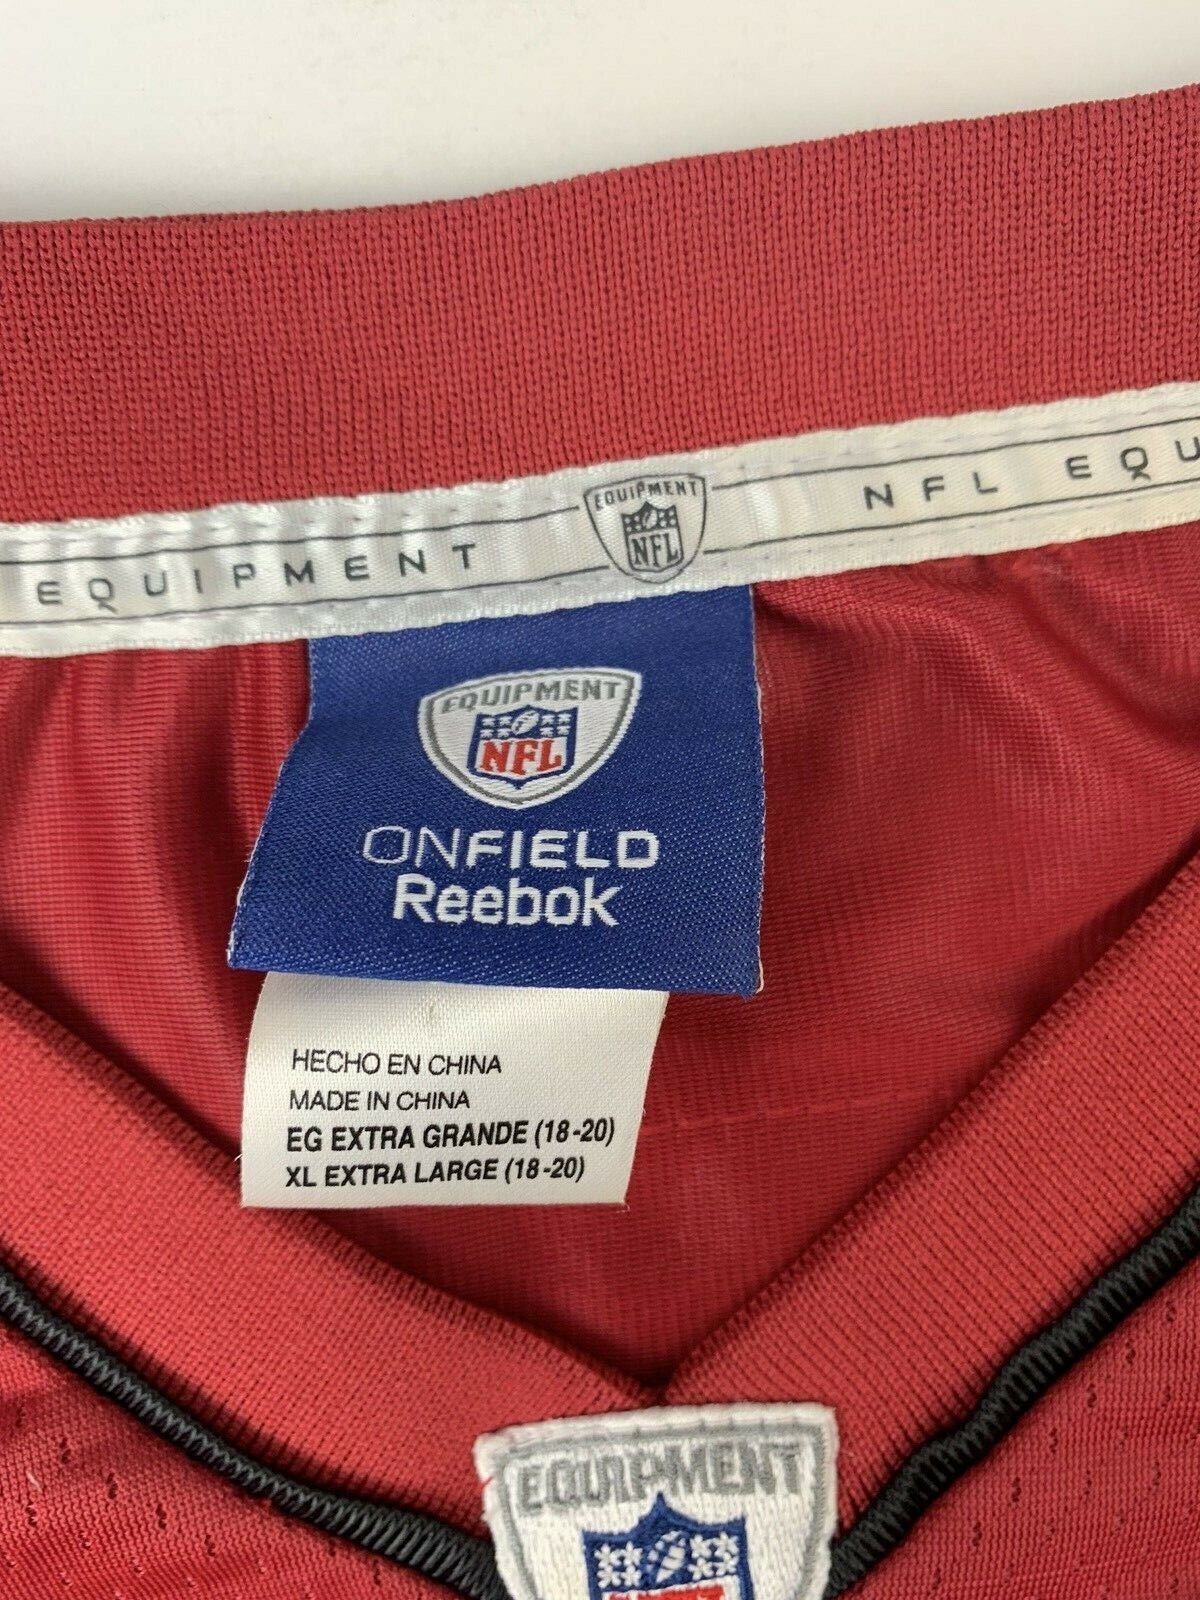 EQUIPMENT
EQUIPMENT
NFL
NFL EQU
EQUIPMENT
NFL
ONFIELD
Reebok
HECHO EN CHINA
MADE IN CHINA
EG EXTRA GRANDE (18-20)
XL EXTRA LARGE (18-20)
EQUIPMENT